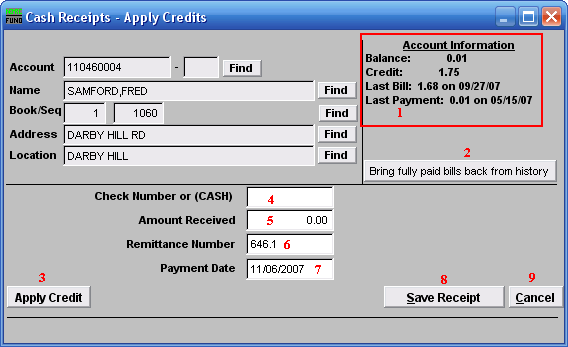 FUND Cash Receipts - Apply Credits
Account 110460004 - Find
Name SAMFORD,FRED Find
Book/Seq 1 1060 Find
Address DARBY HILL RD Find
Location DARBY HILL Find
Account Information
Balance: 0.01
Credit: 1.75
Last Bill: 1.68 on 09/27/07
Last Payment: 0.01 on 05/15/07
1
2
Bring fully paid bills back from history
Check Number or (CASH) 4
Amount Received 5 0.00
Remittance Number 646.1 6
Payment Date 11/06/2007 7
3
Apply Credit
8
Save Receipt
9
Cancel